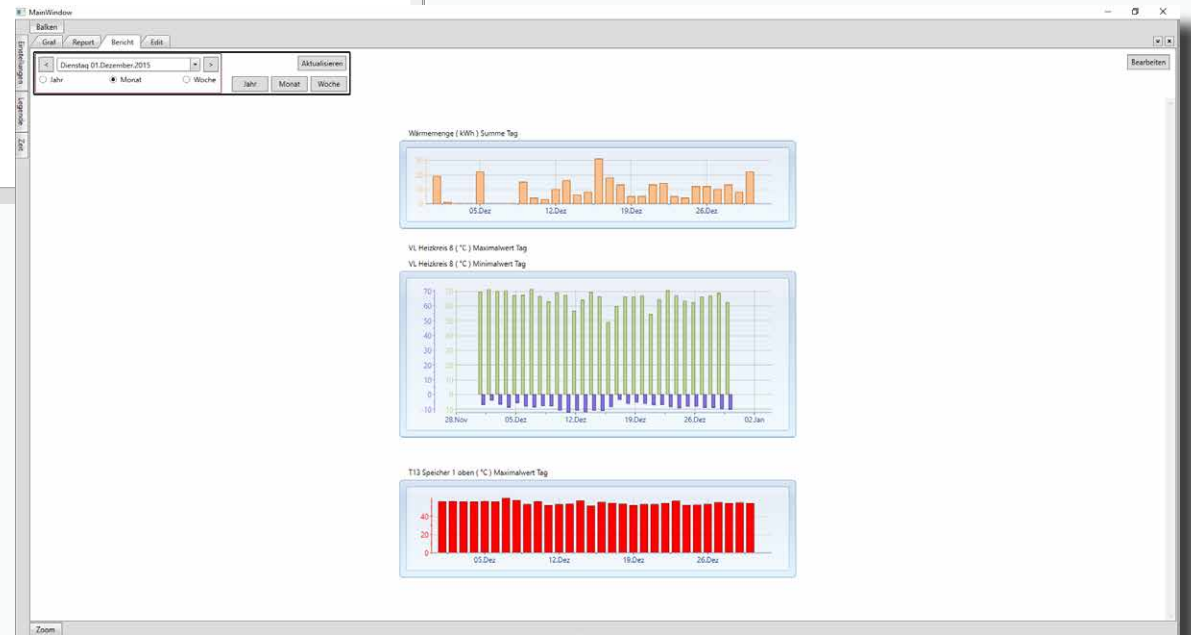 MainWindow
Balken
Graf Report Bericht Edit
Einstellungen
Legende
Zeit
< Dienstag 01.Dezember.2015 > Aktualisieren
Bearbeiten
Jahr Monat Woche
Jahr Monat Woche
Wärmemenge ( kWh ) Summe Tag
05.Dez 12.Dez 19.Dez 26.Dez
VL Heizkreis 8 ( °C ) Maximalwert Tag
VL Heizkreis 8 ( °C ) Minimalwert Tag
70
60
50
40
30
20
10
0
-10
28.Nov 05.Dez 12.Dez 19.Dez 26.Dez 02.Jan
T13 Speicher 1 oben ( °C ) Maximalwert Tag
40
20
0
05.Dez 12.Dez 19.Dez 26.Dez
Zoom